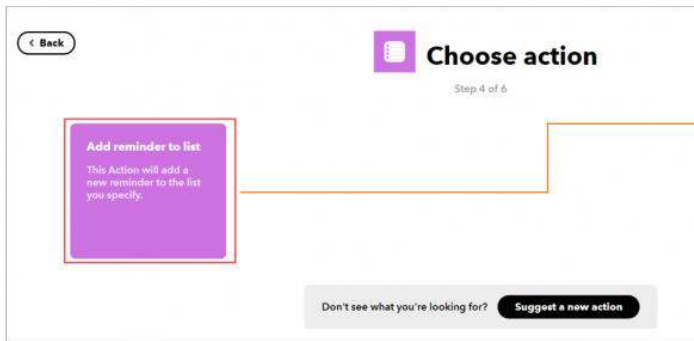 < Back
Choose action
Step 4 of 6
Add reminder to list
This Action will add a
new reminder to the list
you specify.
Don't see what you're looking for? Suggest a new action